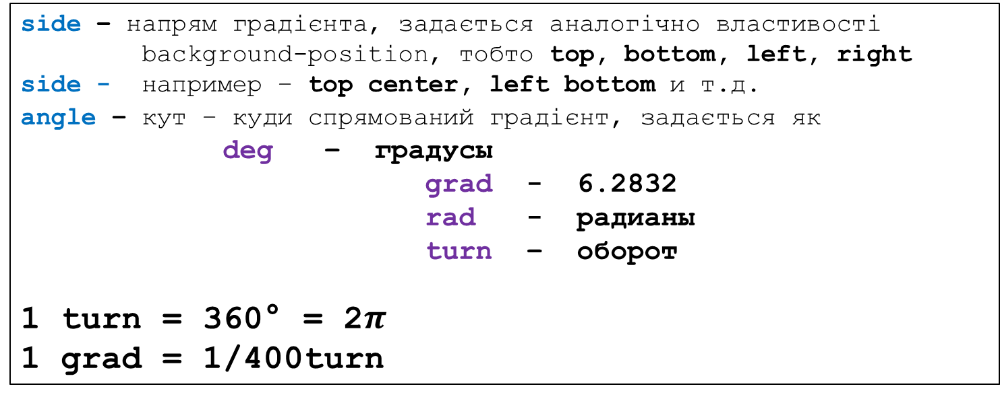 side – напрям градієнта, задається аналогічно властивості
background-position, тобто top, bottom, left, right
side - например – top center, left bottom и т.д.
angle – кут – куди спрямований градієнт, задається як
deg – градусы
grad - 6.2832
rad - радианы
turn – оборот
1 turn = 360° = 2π
1 grad = 1/400turn